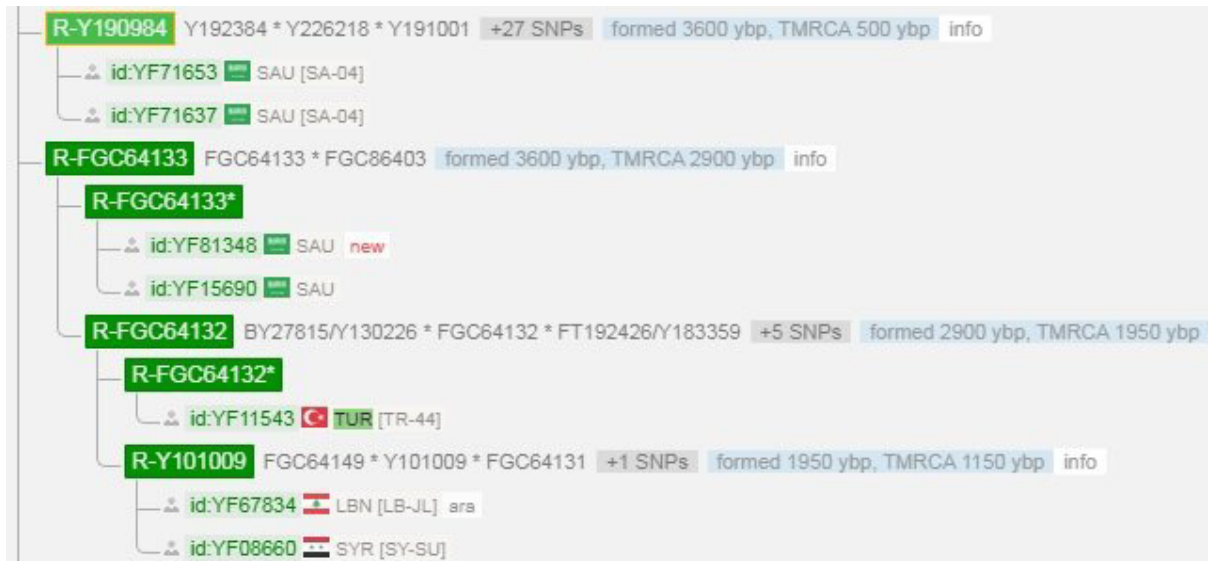 R-Y190984 Y192384 * Y226218 * Y191001 +27 SNPs formed 3600 ybp, TMRCA 500 ybp info
id:YF71653 SAU [SA-04]
id:YF71637 SAU [SA-04]
R-FGC64133 FGC64133 * FGC86403 formed 3600 ybp, TMRCA 2900 ybp info
R-FGC64133*
id:YF81348 SAU new
id:YF15690 SAU
R-FGC64132 BY27815/Y130226 * FGC64132 * FT192426/Y183359 +5 SNPs formed 2900 ybp, TMRCA 1950 ybp
R-FGC64132*
id:YF11543 TUR [TR-44]
R-Y101009 FGC64149 * Y101009 * FGC64131 +1 SNPs formed 1950 ybp, TMRCA 1150 ybp info
id:YF67834 LBN [LB-JL] ara
id:YF08660 SYR [SY-SU]